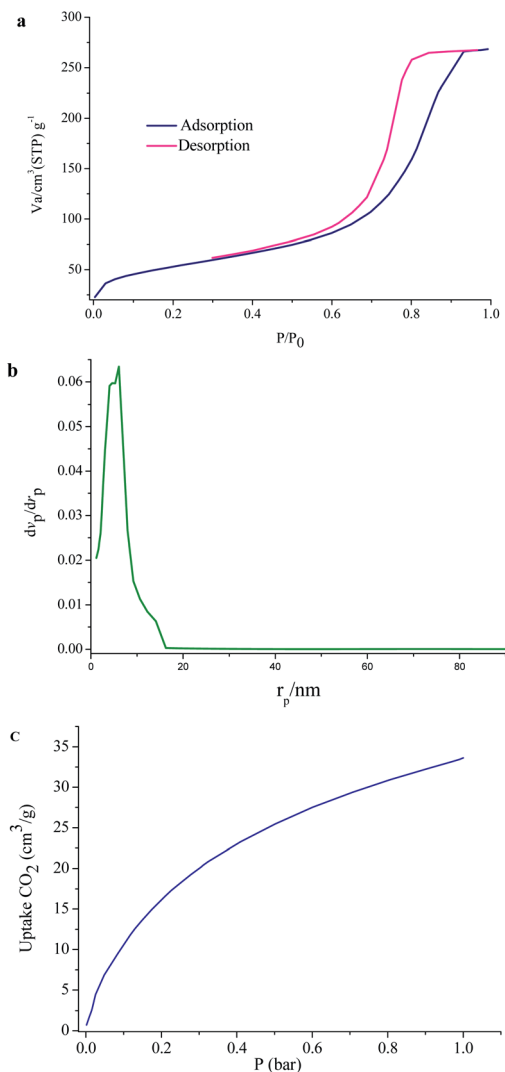 a
300
250
200
150
100
50
Va/cm³(STP) g⁻¹
Adsorption
Desorption
0.0 0.2 0.4 0.6 0.8 1.0
P/P₀
b
0.06
0.05
0.04
0.03
0.02
0.01
0.00
dvₚ/drₚ
0 20 40 60 80
rₚ/nm
C
35
30
25
20
15
10
5
0
Uptake CO₂ (cm³/g)
0.0 0.2 0.4 0.6 0.8 1.0
P (bar)